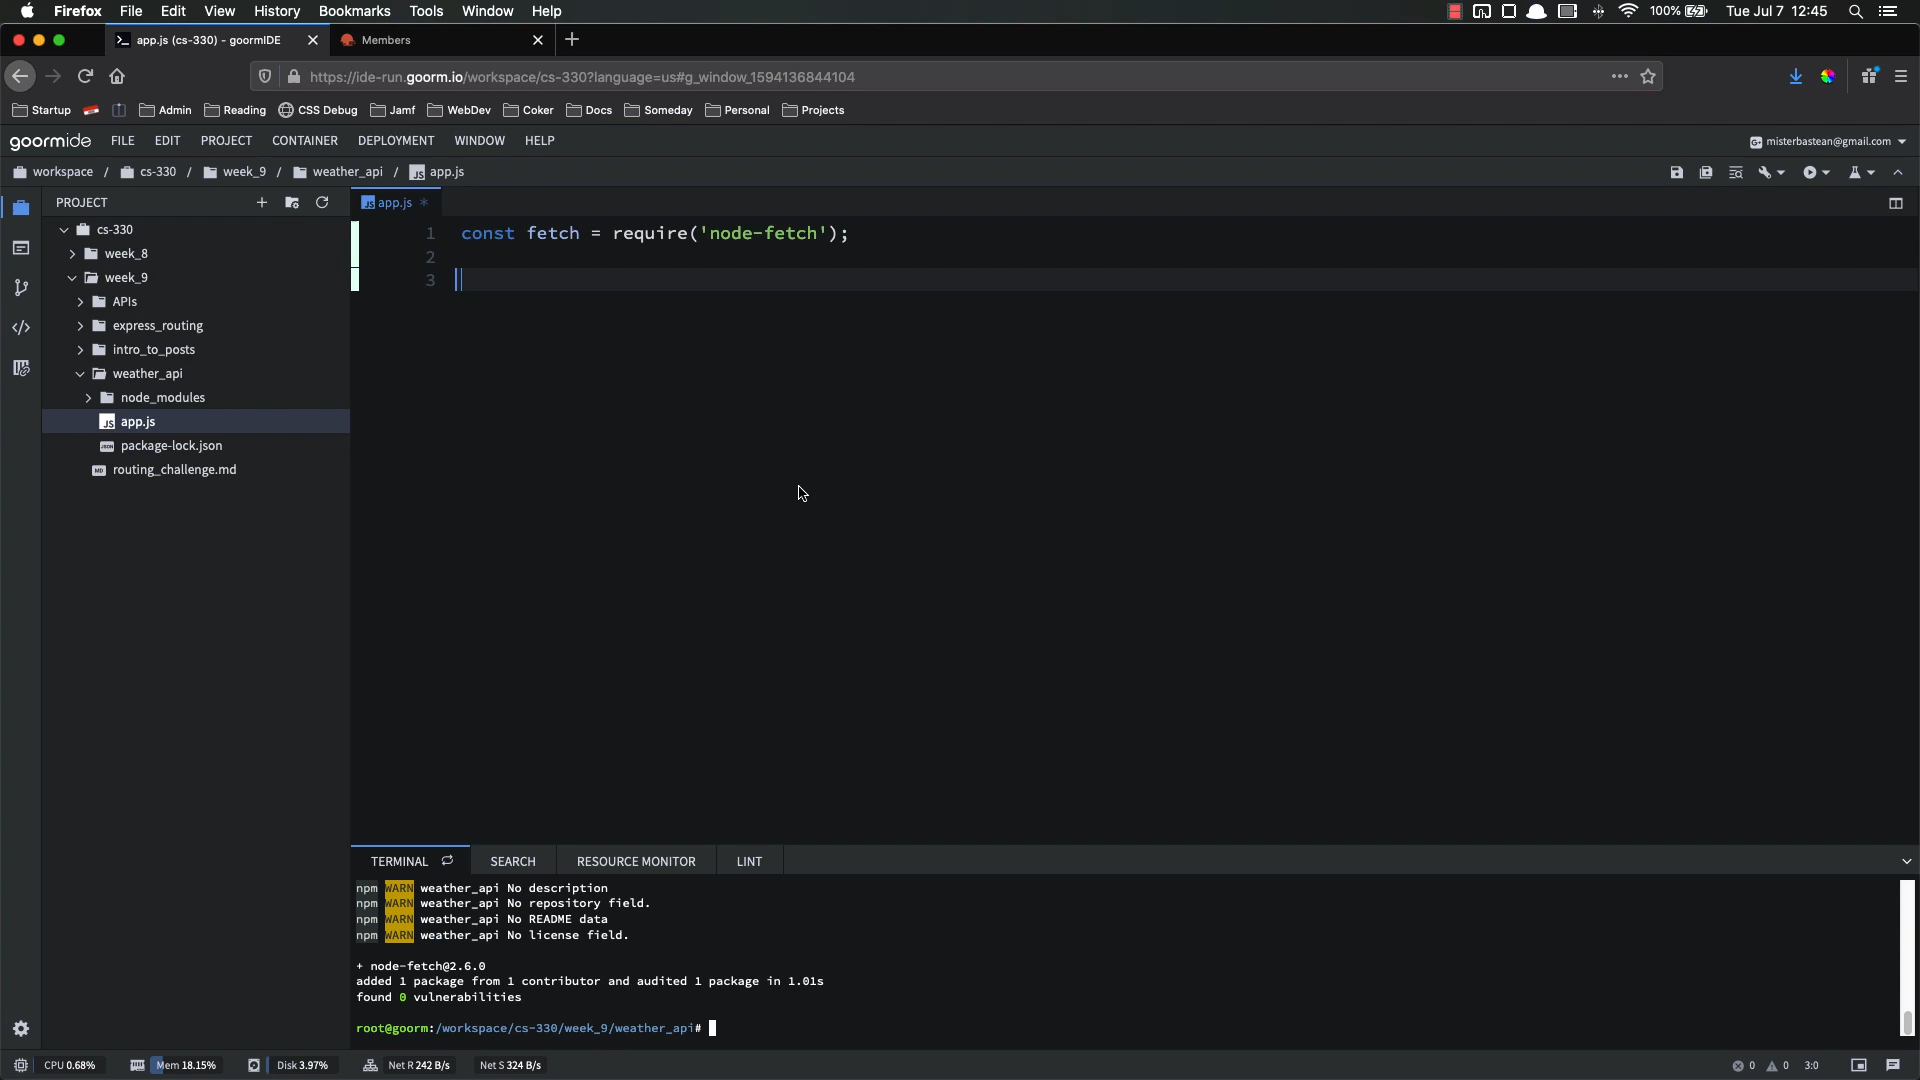 Firefox File Edit View History Bookmarks Tools Window Help 100% Tue Jul 7 12:45
app.js (cs-330) - goormIDE Members
https://ide-run.goorm.io/workspace/cs-330?language=us#g_window_1594136844104
Startup Admin Reading CSS Debug Jamf WebDev Coker Docs Someday Personal Projects
goormide FILE EDIT PROJECT CONTAINER DEPLOYMENT WINDOW HELP misterbastean@gmail.com
workspace / cs-330 / week_9 / weather_api / app.js
PROJECT
app.js *
cs-330
week_8
week_9
APIs
express_routing
intro_to_posts
weather_api
node_modules
app.js
package-lock.json
routing_challenge.md
1 const fetch = require('node-fetch');
2
3
TERMINAL SEARCH RESOURCE MONITOR LINT
npm WARN weather_api No description
npm WARN weather_api No repository field.
npm WARN weather_api No README data
npm WARN weather_api No license field.
+ node-fetch@2.6.0
added 1 package from 1 contributor and audited 1 package in 1.01s
found 0 vulnerabilities
root@goorm:/workspace/cs-330/week_9/weather_api#
CPU 0.68% Mem 18.15% Disk 3.97% Net R 242 B/s Net S 324 B/s 0 0 3:0